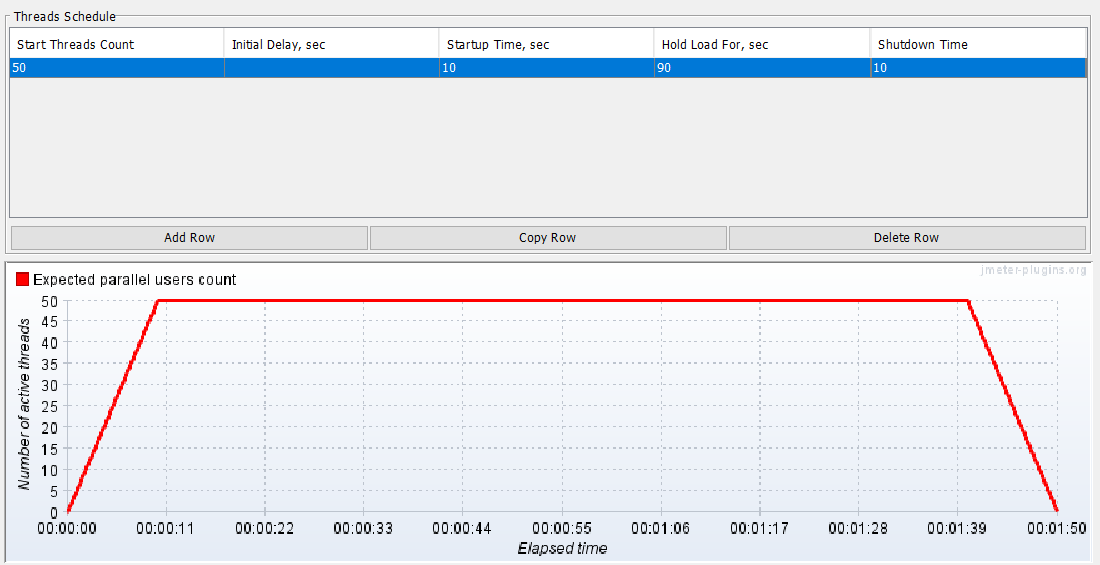 Threads Schedule
Start Threads Count Initial Delay, sec Startup Time, sec Hold Load For, sec Shutdown Time
50 10 90 10
Add Row Copy Row Delete Row
jmeter-plugins.org
Expected parallel users count
50
45
40
35
30
25
20
15
10
5
0
Number of active threads
00:00:00 00:00:11 00:00:22 00:00:33 00:00:44 00:00:55 00:01:06 00:01:17 00:01:28 00:01:39 00:01:50
Elapsed time